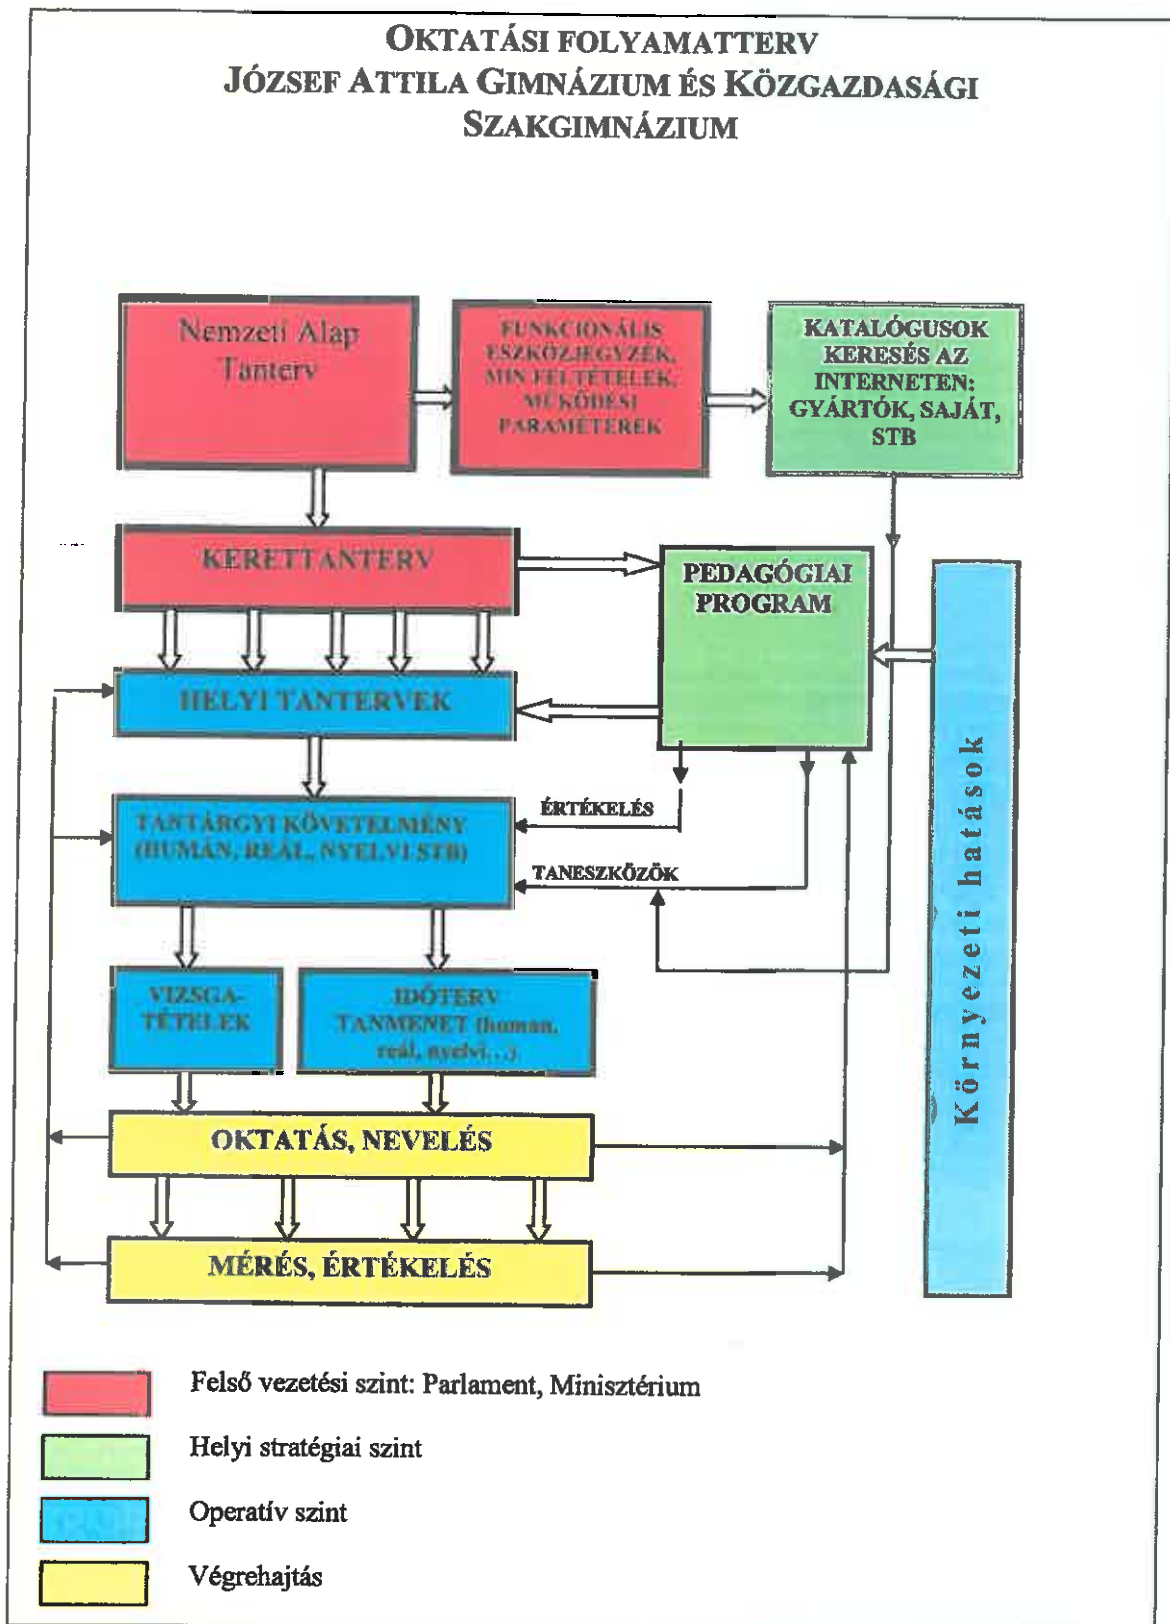 OKTATÁSI FOLYAMATTERV
JÓZSEF ATTILA GIMNÁZIUM ÉS KÖZGAZDASÁGI
SZAKGIMNÁZIUM
Nemzeti Alap
Tanterv
FUNKCIONÁLIS
ESZKÖZJEGYZÉK,
MIN FELTÉTELEK,
MŰKÖDÉSI
PARAMÉTEREK
KATALÓGUSOK
KERESÉS AZ
INTERNETEN:
GYÁRTÓK, SAJÁT,
STB
KERETTANTERV
PEDAGÓGIAI
PROGRAM
HELYI TANTERVEK
Környezeti hatások
ÉRTÉKELÉS
TANTÁRGYI KÖVETELMÉNY
(HUMÁN, REÁL, NYELVI STB)
TANESZKÖZÖK
VIZSGA-
TÉTELEK
IDŐTERV
TANMENET (humán,
reál, nyelvi…)
OKTATÁS, NEVELÉS
MÉRÉS, ÉRTÉKELÉS
Felső vezetési szint: Parlament, Minisztérium
Helyi stratégiai szint
Operatív szint
Végrehajtás